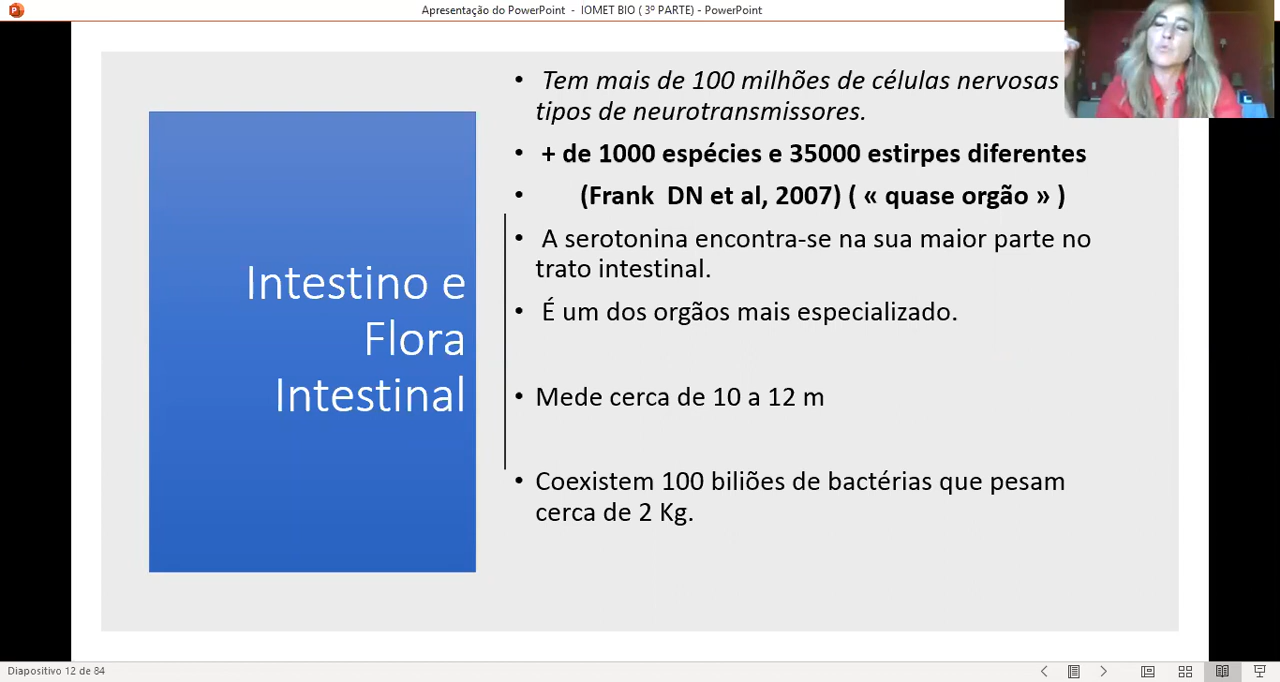 Apresentação do PowerPoint - IOMET BIO ( 3º PARTE) - PowerPoint
Intestino e
Flora
Intestinal
• Tem mais de 100 milhões de células nervosas
tipos de neurotransmissores.
• + de 1000 espécies e 35000 estirpes diferentes
• (Frank DN et al, 2007) ( « quase orgão » )
• A serotonina encontra-se na sua maior parte no
trato intestinal.
• É um dos orgãos mais especializado.
• Mede cerca de 10 a 12 m
• Coexistem 100 biliões de bactérias que pesam
cerca de 2 Kg.
Diapositivo 12 de 84